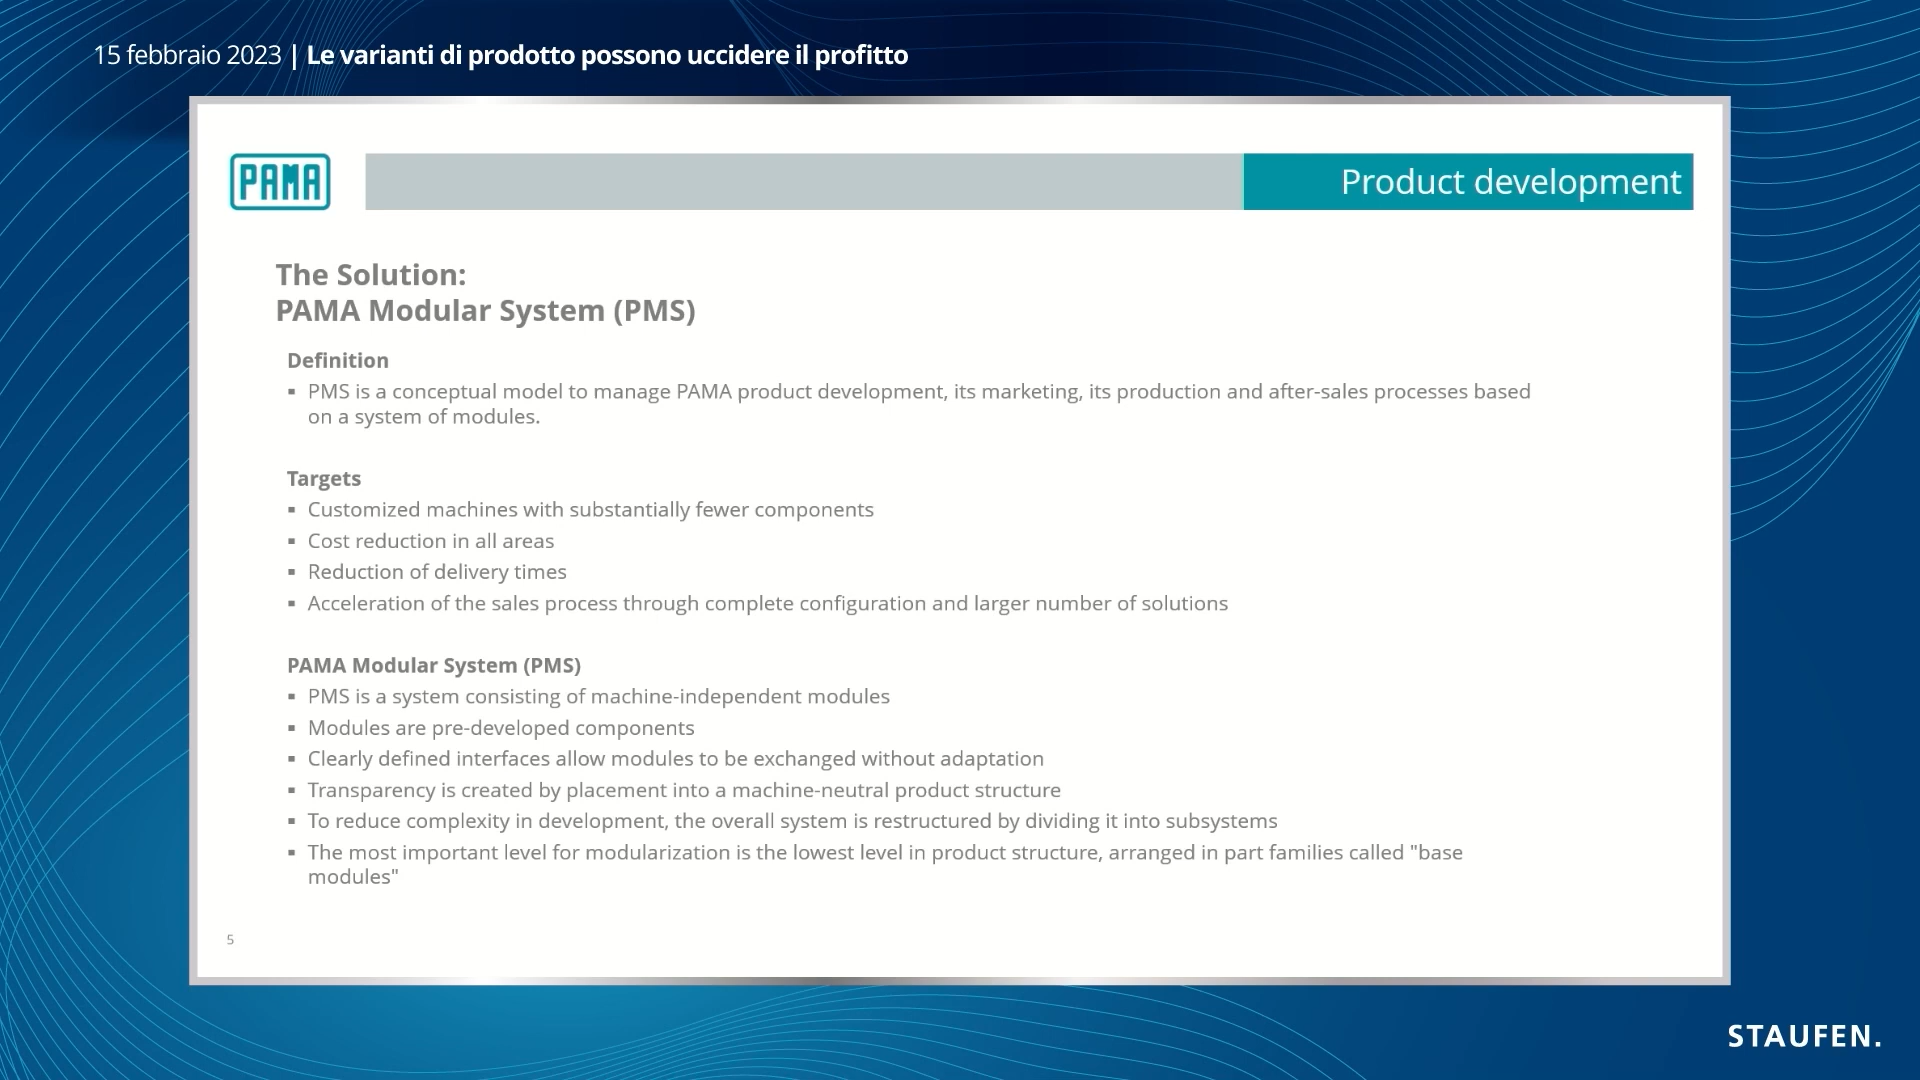 15 febbraio 2023 | Le varianti di prodotto possono uccidere il profitto
PAMA
Product development
The Solution:
PAMA Modular System (PMS)
Definition
▪ PMS is a conceptual model to manage PAMA product development, its marketing, its production and after-sales processes based
on a system of modules.
Targets
▪ Customized machines with substantially fewer components
▪ Cost reduction in all areas
▪ Reduction of delivery times
▪ Acceleration of the sales process through complete configuration and larger number of solutions
PAMA Modular System (PMS)
▪ PMS is a system consisting of machine-independent modules
▪ Modules are pre-developed components
▪ Clearly defined interfaces allow modules to be exchanged without adaptation
▪ Transparency is created by placement into a machine-neutral product structure
▪ To reduce complexity in development, the overall system is restructured by dividing it into subsystems
▪ The most important level for modularization is the lowest level in product structure, arranged in part families called "base
modules"
5
STAUFEN.